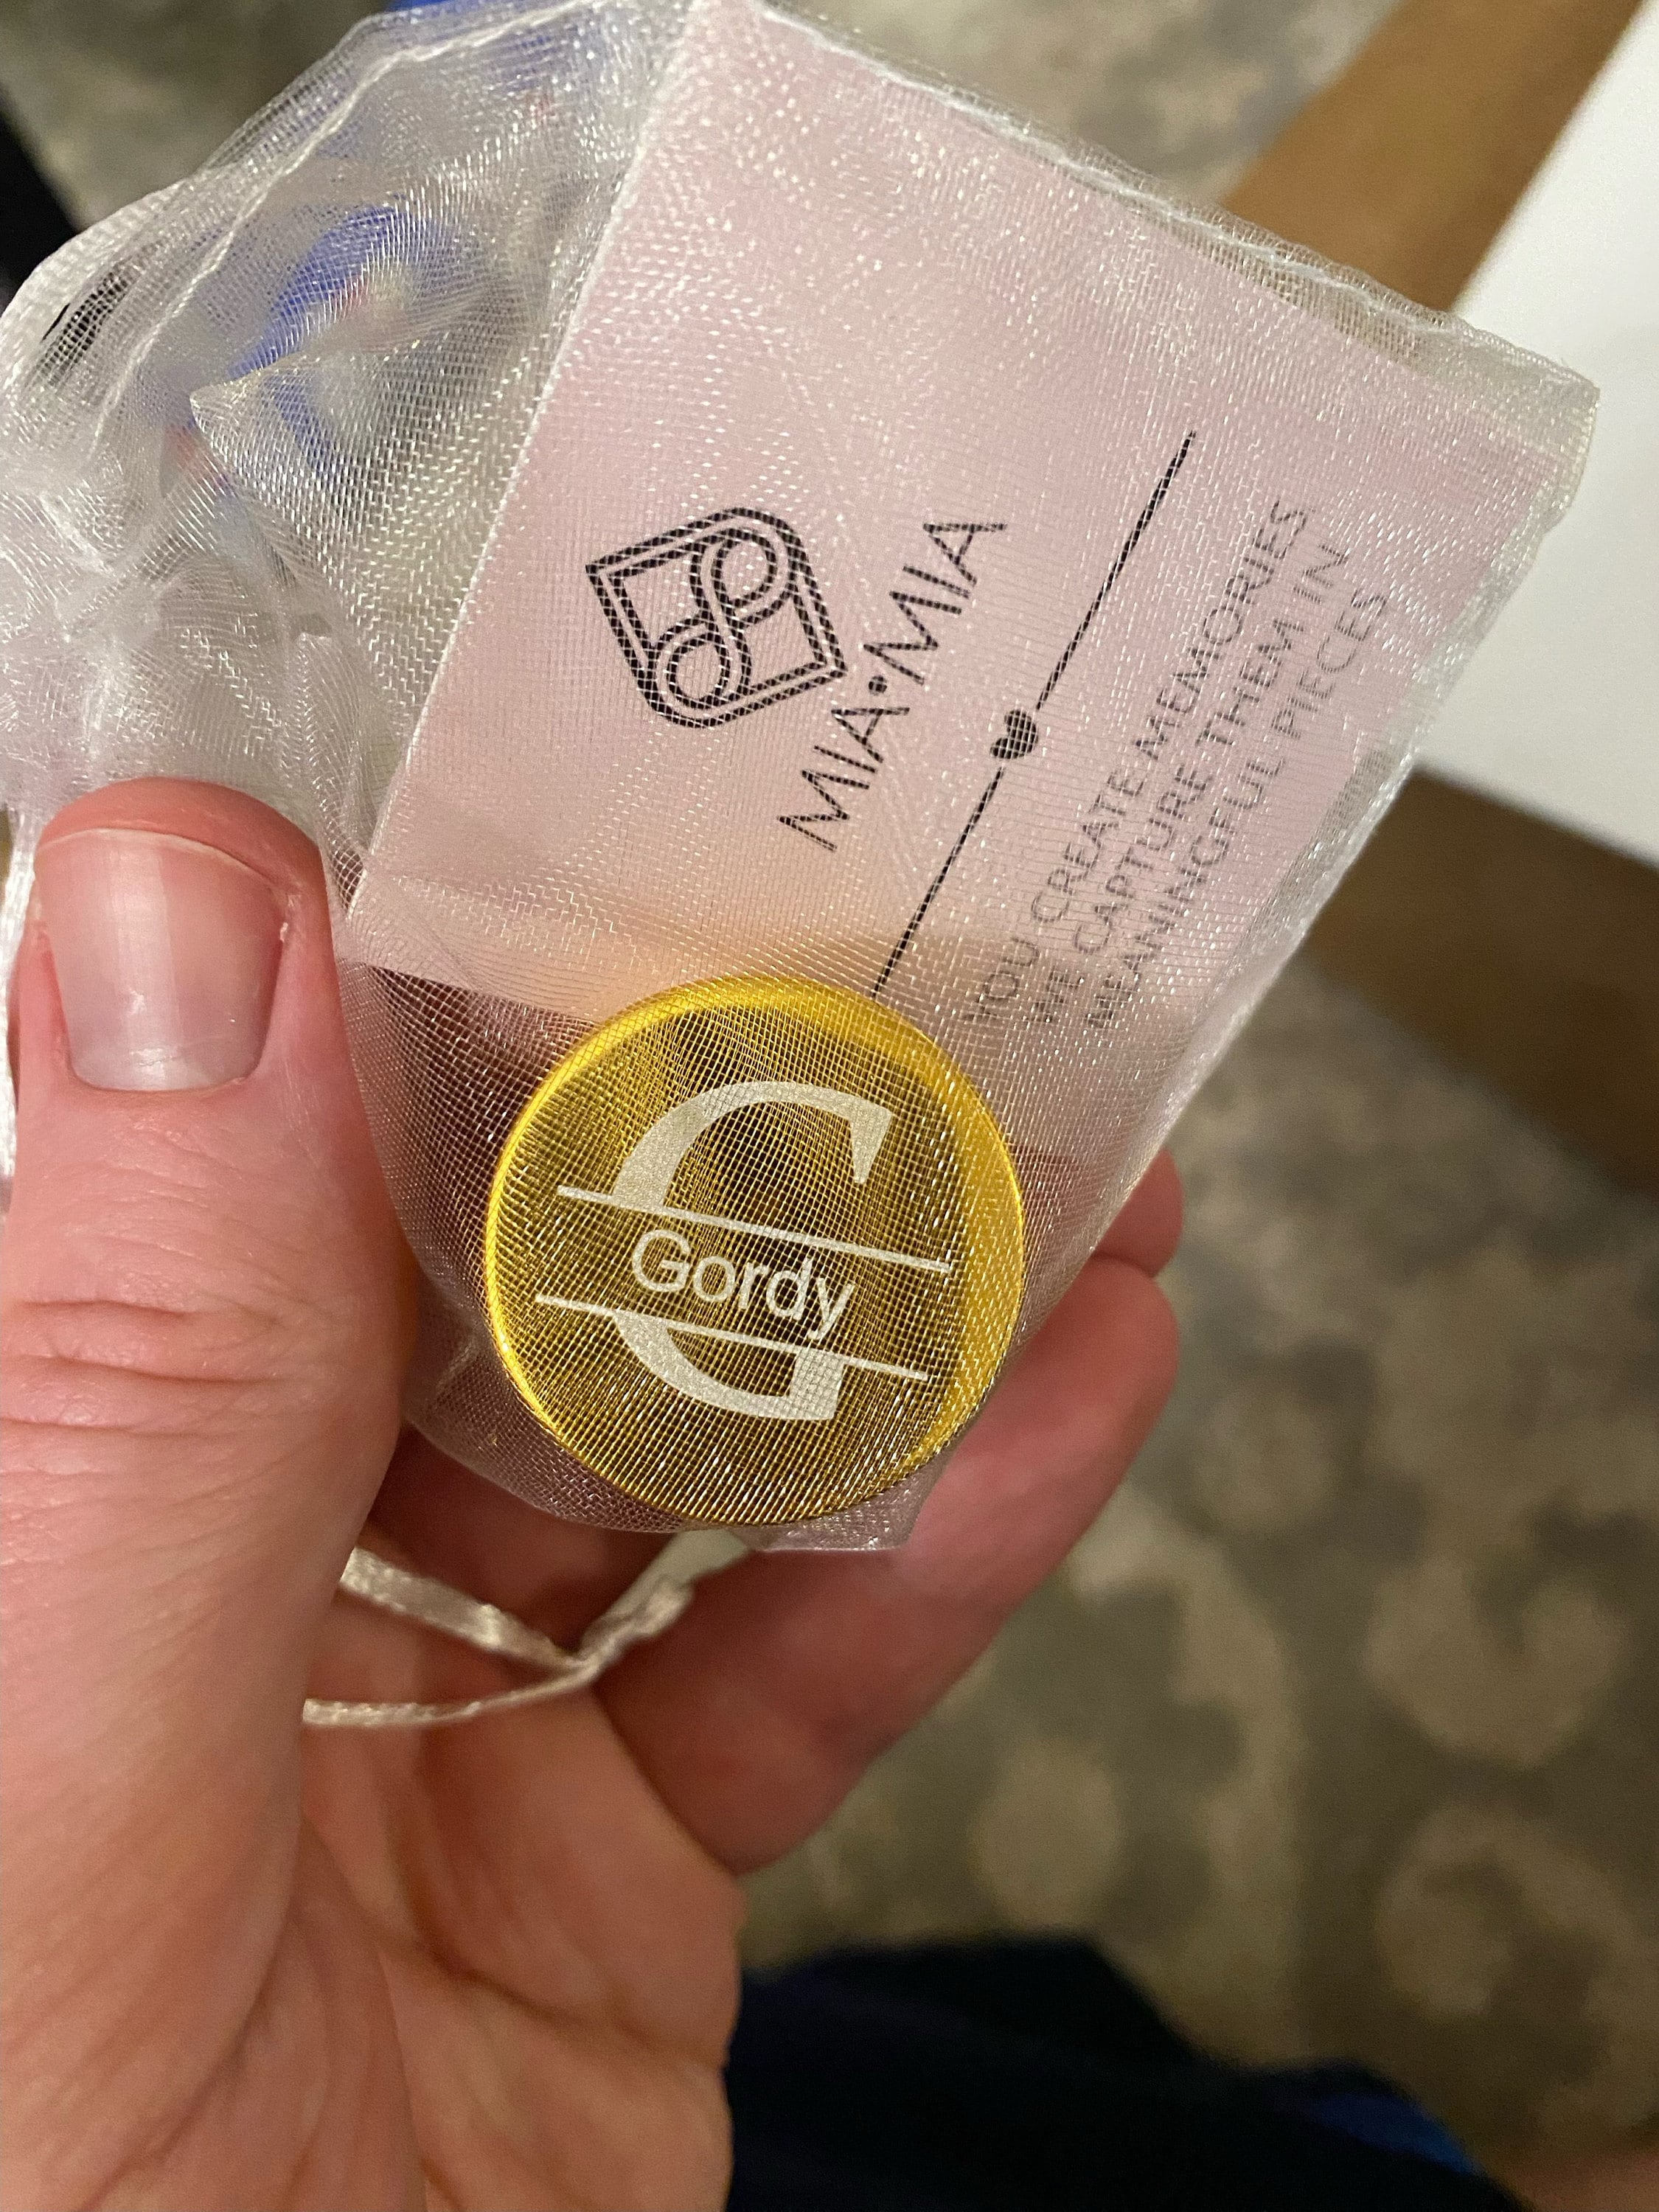 MIA•MIA
YOU CREATE MEMORIES
WE CAPTURE THEM IN
MEANINGFUL PIECES
G
Gordy